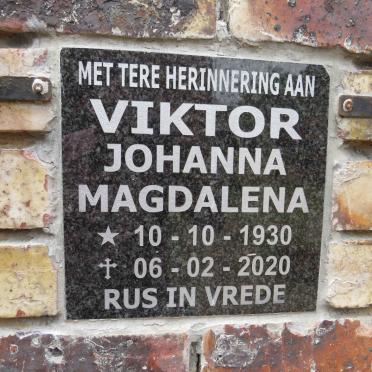 MET TERE HERINNERING AAN
VIKTOR
JOHANNA
MAGDALENA
★ 10 - 10 - 1930
✝ 06 - 02 - 2020
RUS IN VREDE